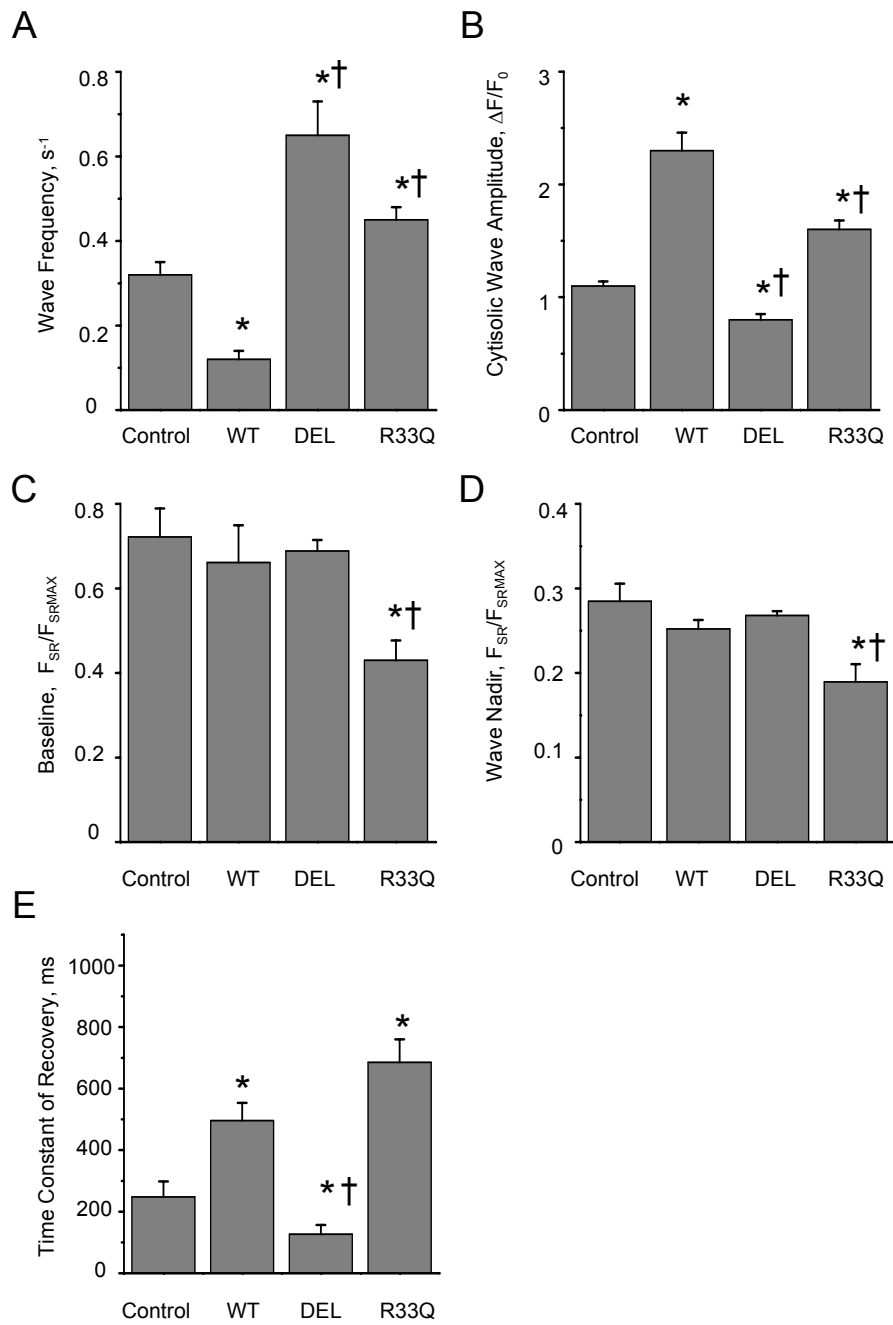 A
Wave Frequency, s-1
0.8
0.6
0.4
0.2
0
*†
*†
*
Control WT DEL R33Q
B
Cytisolic Wave Amplitude, ΔF/F0
3
2
1
0
*
*†
*†
Control WT DEL R33Q
C
Baseline, FSR/FSRMAX
0.8
0.6
0.4
0.2
0
*†
Control WT DEL R33Q
D
Wave Nadir, FSR/FSRMAX
0.4
0.3
0.2
0.1
0
*†
Control WT DEL R33Q
E
Time Constant of Recovery, ms
1000
800
600
400
200
0
*
*
*†
Control WT DEL R33Q